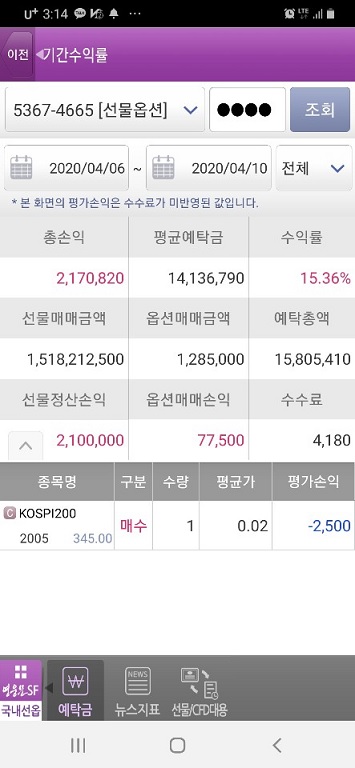 U+ 3:14
LTE
이전
기간수익률
5367-4665 [선물옵션]
조회
2020/04/06 ~ 2020/04/10 전체
* 본 화면의 평가손익은 수수료가 미반영된 값입니다.
총손익 평균예탁금 수익률
2,170,820 14,136,790 15.36%
선물매매금액 옵션매매금액 예탁총액
1,518,212,500 1,285,000 15,805,410
선물정산손익 옵션매매손익 수수료
2,100,000 77,500 4,180
종목명 구분 수량 평균가 평가손익
C KOSPI200
2005 345.00 매수 1 0.02 -2,500
영웅문SF
국내선옵
₩
예탁금
NEWS
뉴스지표
선물/CFD대용